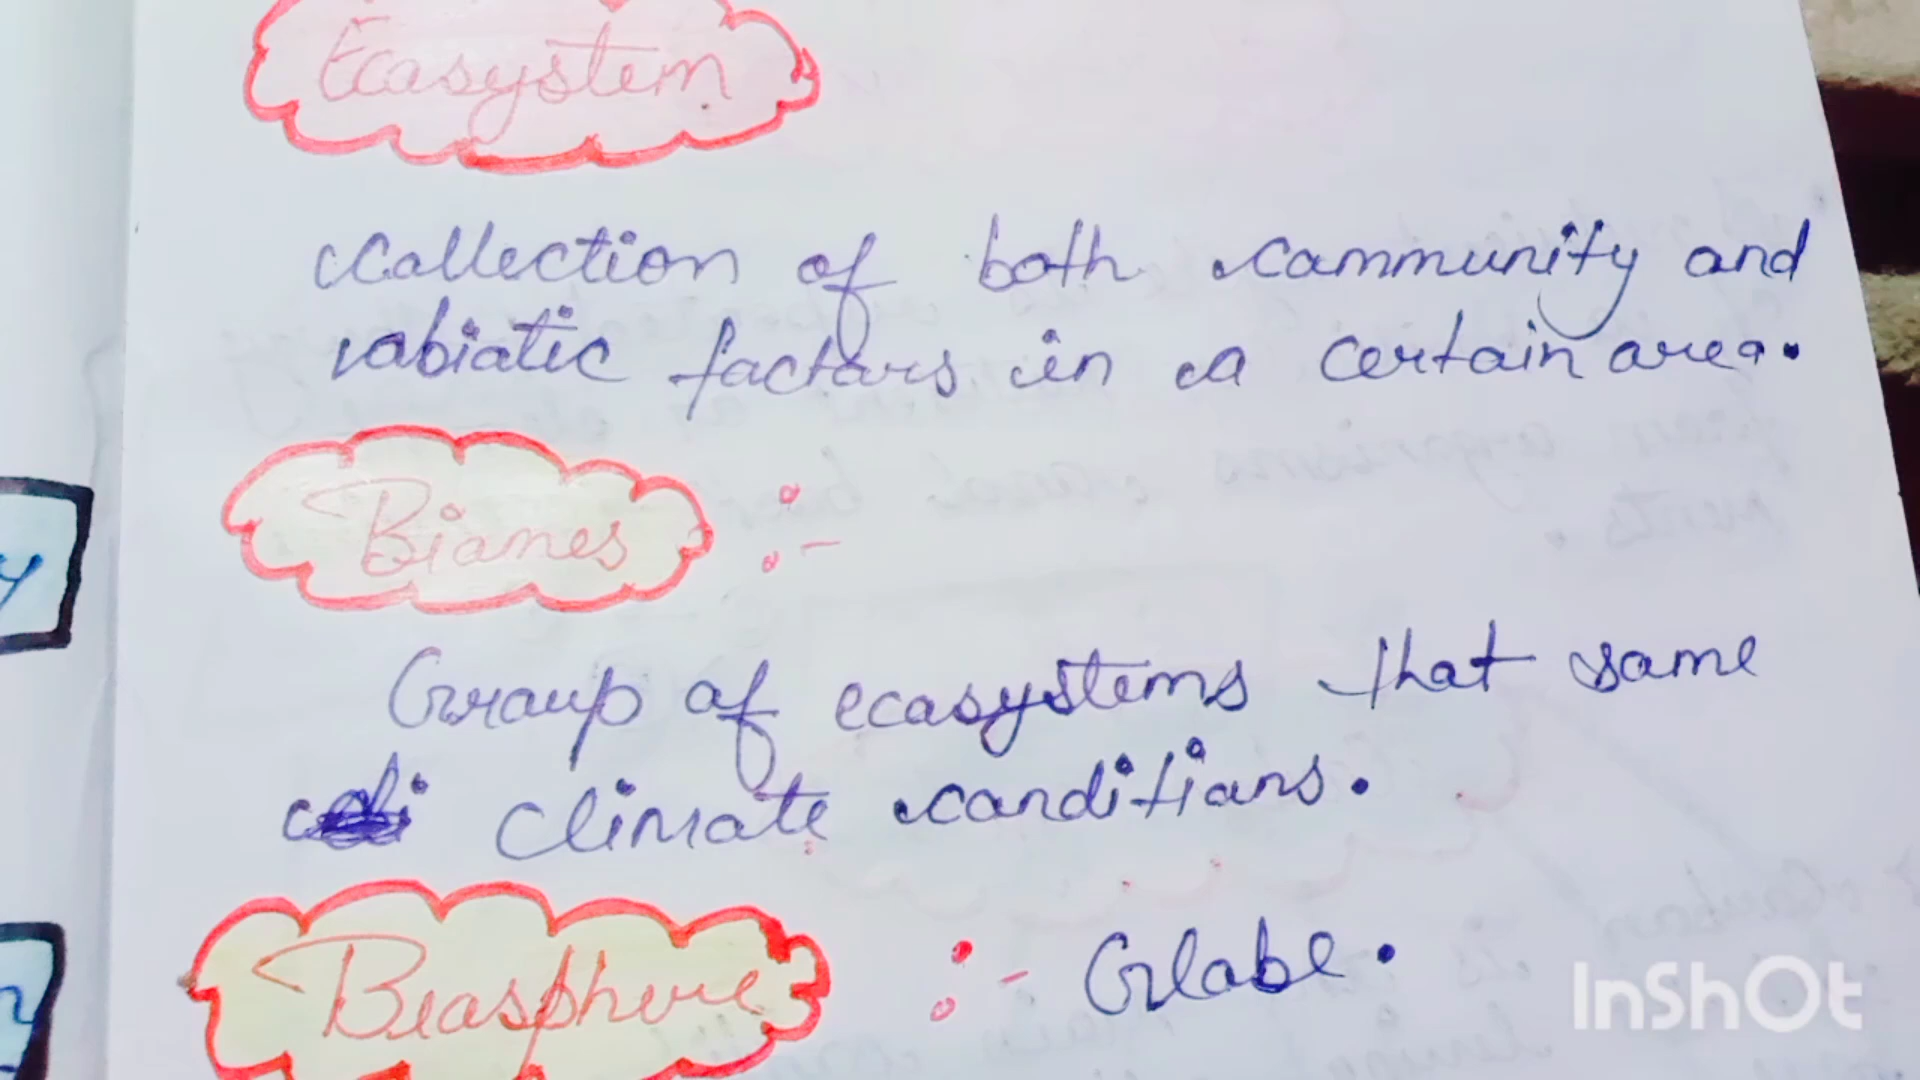 Ecosystem
Collection of both community and
abiotic factors in a certain area.
Biomes :-
Group of ecosystems that same
climate conditions.
Biosphere :- Globe.
y
InShOt